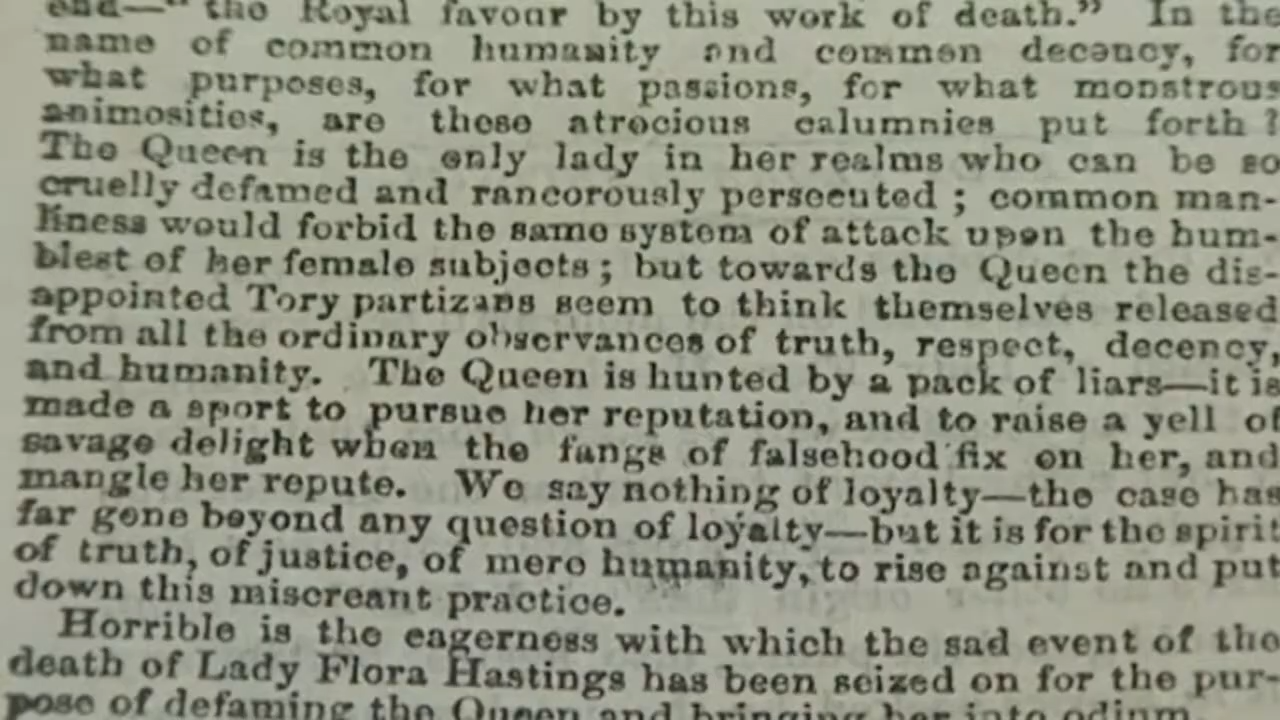 end—" the Royal favour by this work of death." In the
name of common humanity and common decency, for
what purposes, for what passions, for what monstrous
animosities, are these atrocious calumnies put forth?
The Queen is the only lady in her realms who can be so
cruelly defamed and rancorously persecuted; common man-
liness would forbid the same system of attack upon the hum-
blest of her female subjects; but towards the Queen the dis-
appointed Tory partizans seem to think themselves released
from all the ordinary observances of truth, respect, decency,
and humanity. The Queen is hunted by a pack of liars—it is
made a sport to pursue her reputation, and to raise a yell of
savage delight when the fangs of falsehood fix on her, and
mangle her repute. We say nothing of loyalty—the case has
far gone beyond any question of loyalty—but it is for the spirit
of truth, of justice, of mere humanity, to rise against and put
down this miscreant practice.
Horrible is the eagerness with which the sad event of the
death of Lady Flora Hastings has been seized on for the pur-
pose of defaming the Queen and bringing her into odium